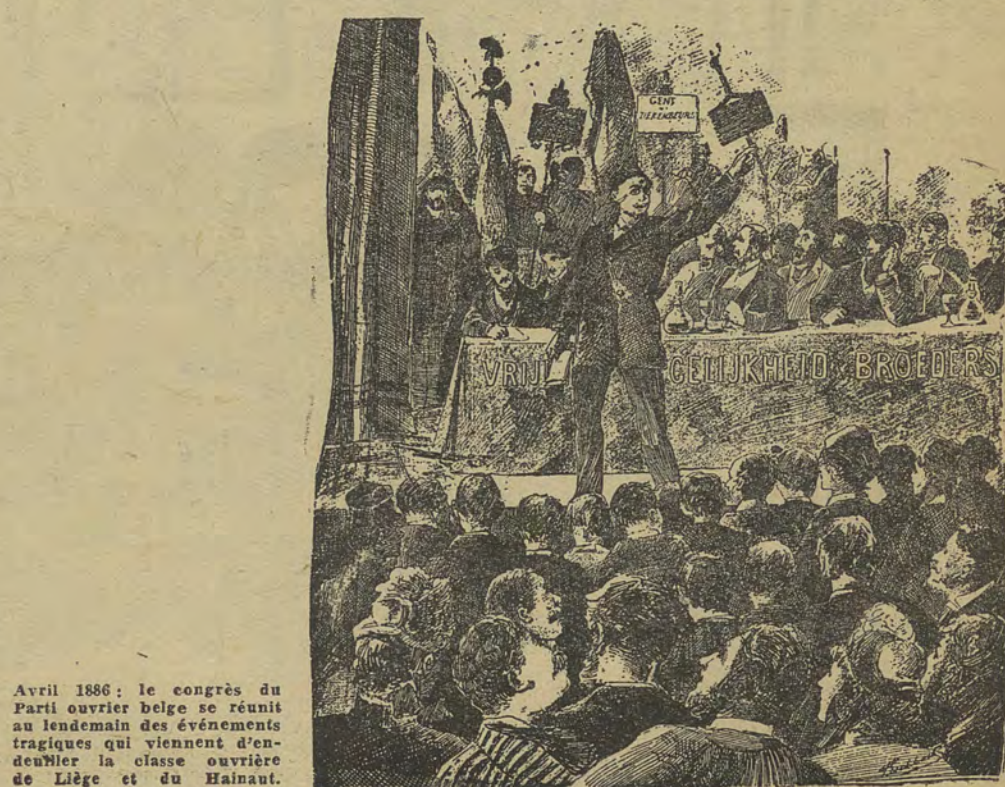 GENT
VRIJ GELIJKHEID BROEDERS
Avril 1886 : le congrès du
Parti ouvrier belge se réunit
au lendemain des événements
tragiques qui viennent d'en-
deuiller la classe ouvrière
de Liège et du Hainaut.